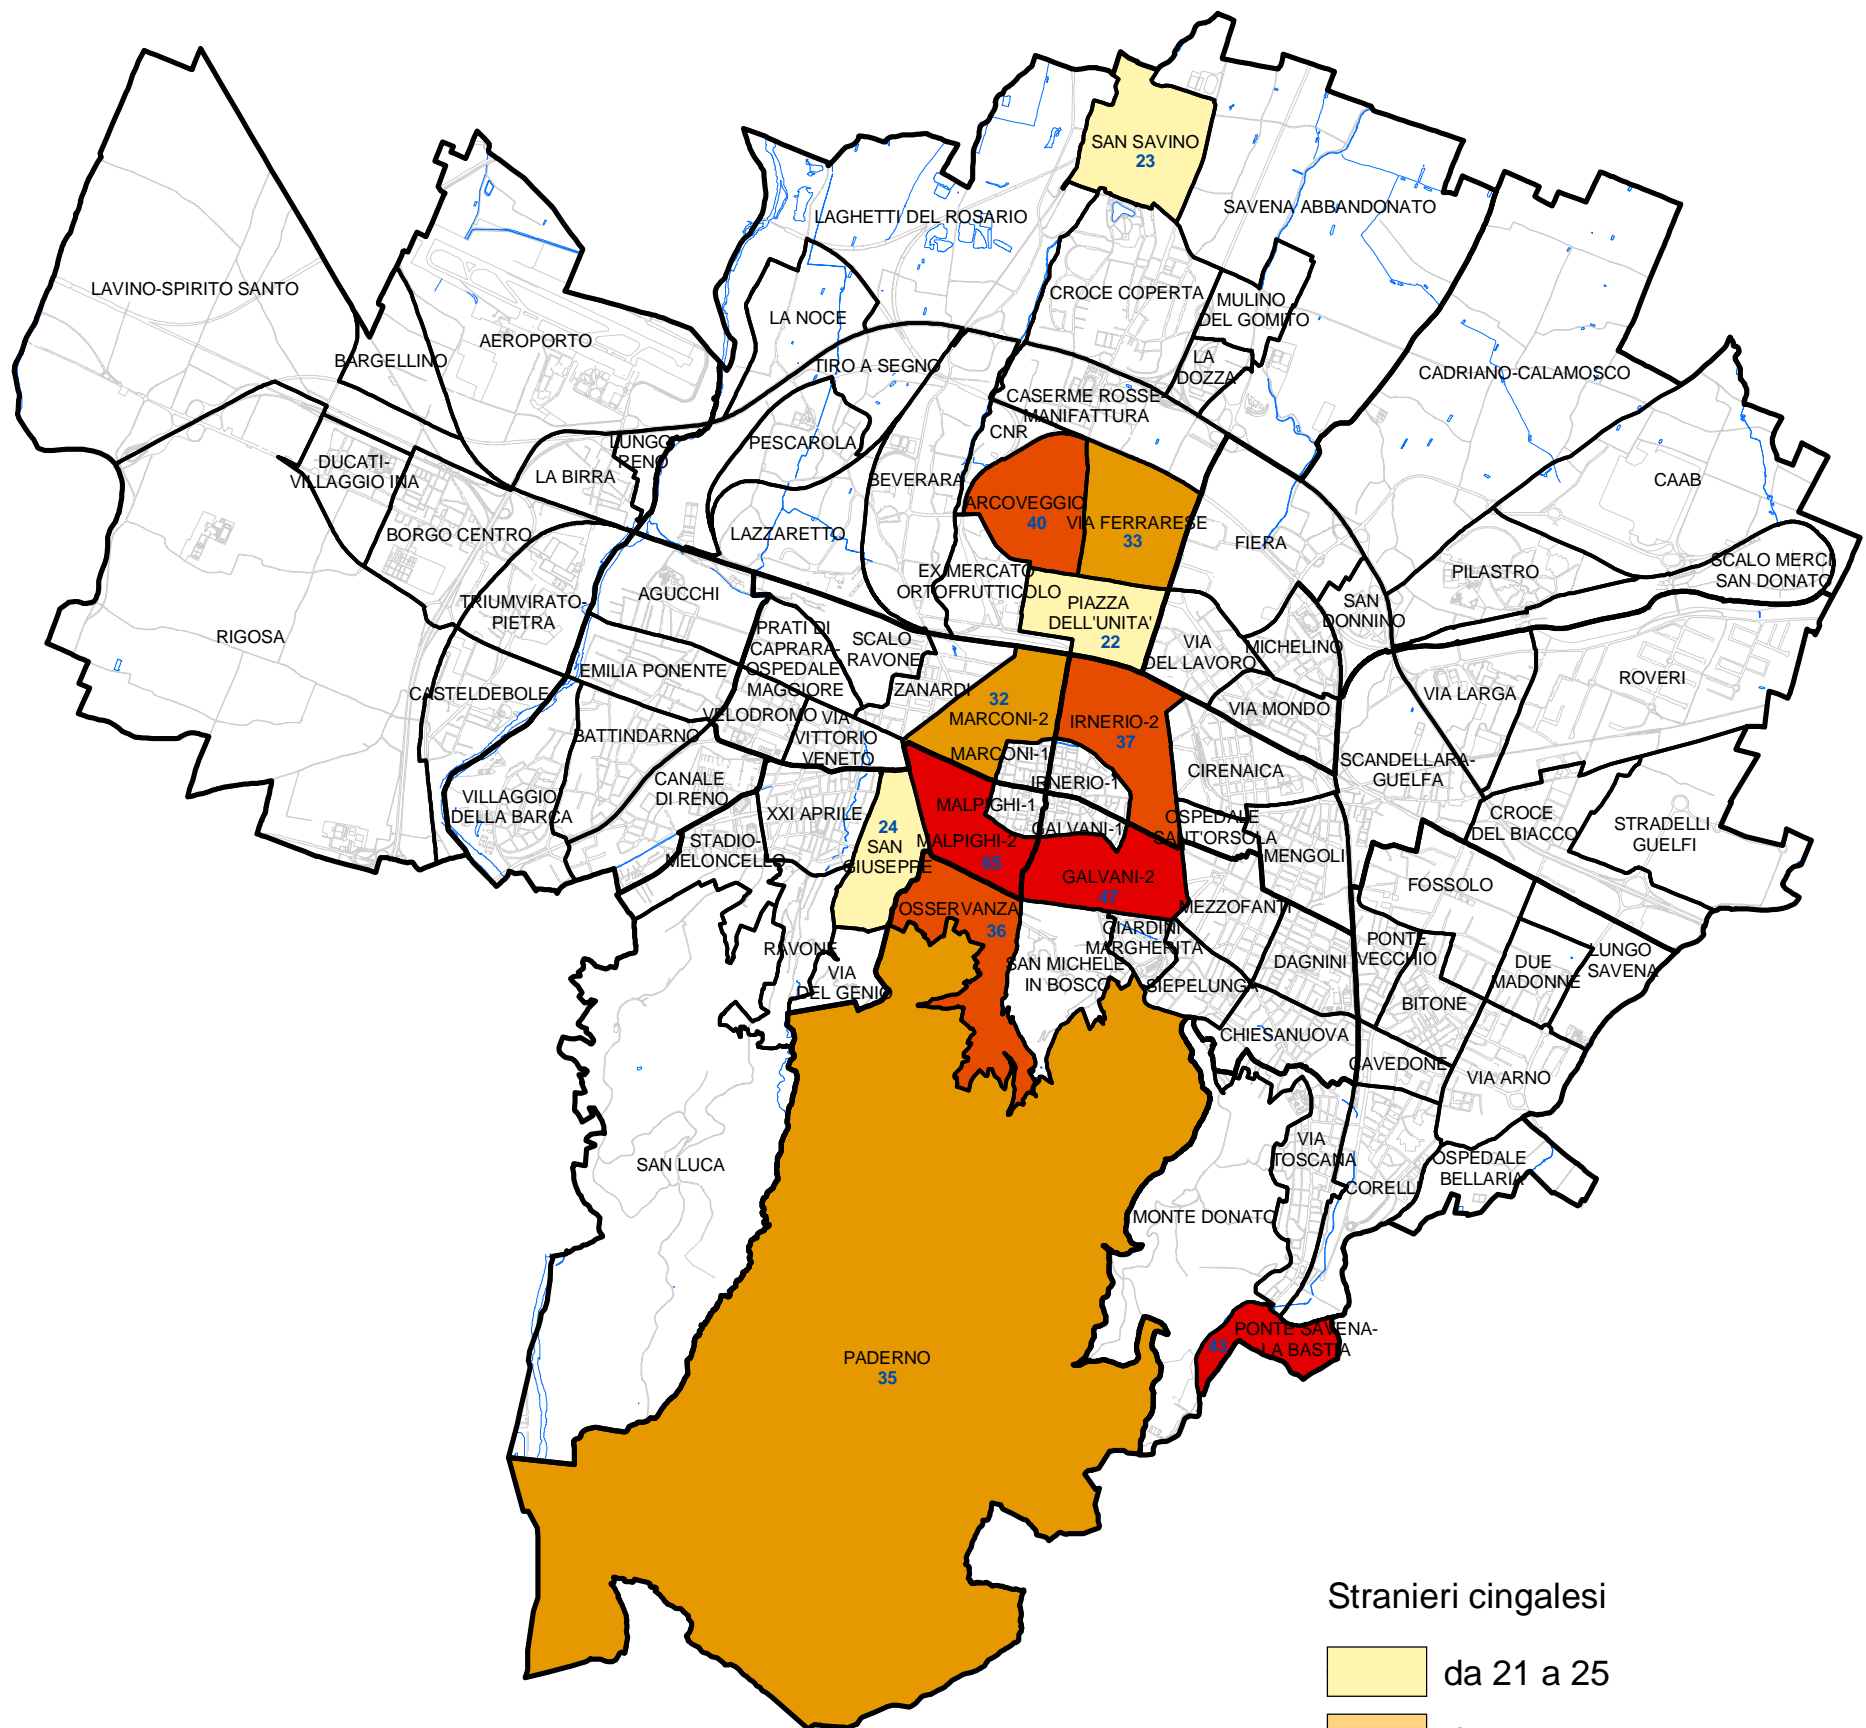 SAN SAVINO
23
SAVENA ABBANDONATO
LAGHETTI DEL ROSARIO
LAVINO-SPIRITO SANTO
CROCE COPERTA
MULINO
DEL GOMITO
LA NOCE
AEROPORTO
BARGELLINO
TIRO A SEGNO
LA
DOZZA
CADRIANO-CALAMOSCO
CASERME ROSSE-
MANIFATTURA
CNR
LUNGO
RENO
PESCAROLA
DUCATI-
VILLAGGIO INA
LA BIRRA
BEVERARA
CAAB
ARCOVEGGIO
40
VIA FERRARESE
33
BORGO CENTRO
LAZZARETTO
FIERA
SCALO MERCI
SAN DONATO
PILASTRO
EX MERCATO
ORTOFRUTTICOLO
AGUCCHI
TRIUMVIRATO-
PIETRA
PIAZZA
DELL'UNITA'
22
SAN
DONNINO
RIGOSA
PRATI DI
CAPRARA-
OSPEDALE
MAGGIORE
SCALO
RAVONE
VIA
DEL LAVORO
MICHELINO
EMILIA PONENTE
ROVERI
CASTELDEBOLE
ZANARDI
32
MARCONI-2
IRNERIO-2
37
VIA LARGA
VIA MONDO
VELODROMO
VIA
VITTORIO
VENETO
BATTINDARNO
MARCONI-1
SCANDELLARA-
GUELFA
CIRENAICA
CANALE
DI RENO
IRNERIO-1
VILLAGGIO
DELLA BARCA
XXI APRILE
MALPIGHI-1
GALVANI-1
OSPEDALE
SANT'ORSOLA
CROCE
DEL BIACCO
STRADELLI
GUELFI
24
SAN
GIUSEPPE
STADIO-
MELONCELLO
MALPIGHI-2
65
MENGOLI
GALVANI-2
47
FOSSOLO
OSSERVANZA
36
MEZZOFANTI
GIARDINI
MARGHERITA
RAVONE
PONTE
VECCHIO
LUNGO
SAVENA
SAN MICHELE
IN BOSCO
DAGNINI
DUE
MADONNE
VIA
DEL GENIO
SIEPELUNGA
BITONE
CHIESANUOVA
CAVEDONE
VIA ARNO
VIA
TOSCANA
SAN LUCA
OSPEDALE
BELLARIA
CORELLI
MONTE DONATO
PONTE SAVENA-
LA BASTIA
43
PADERNO
35
Stranieri cingalesi
da 21 a 25